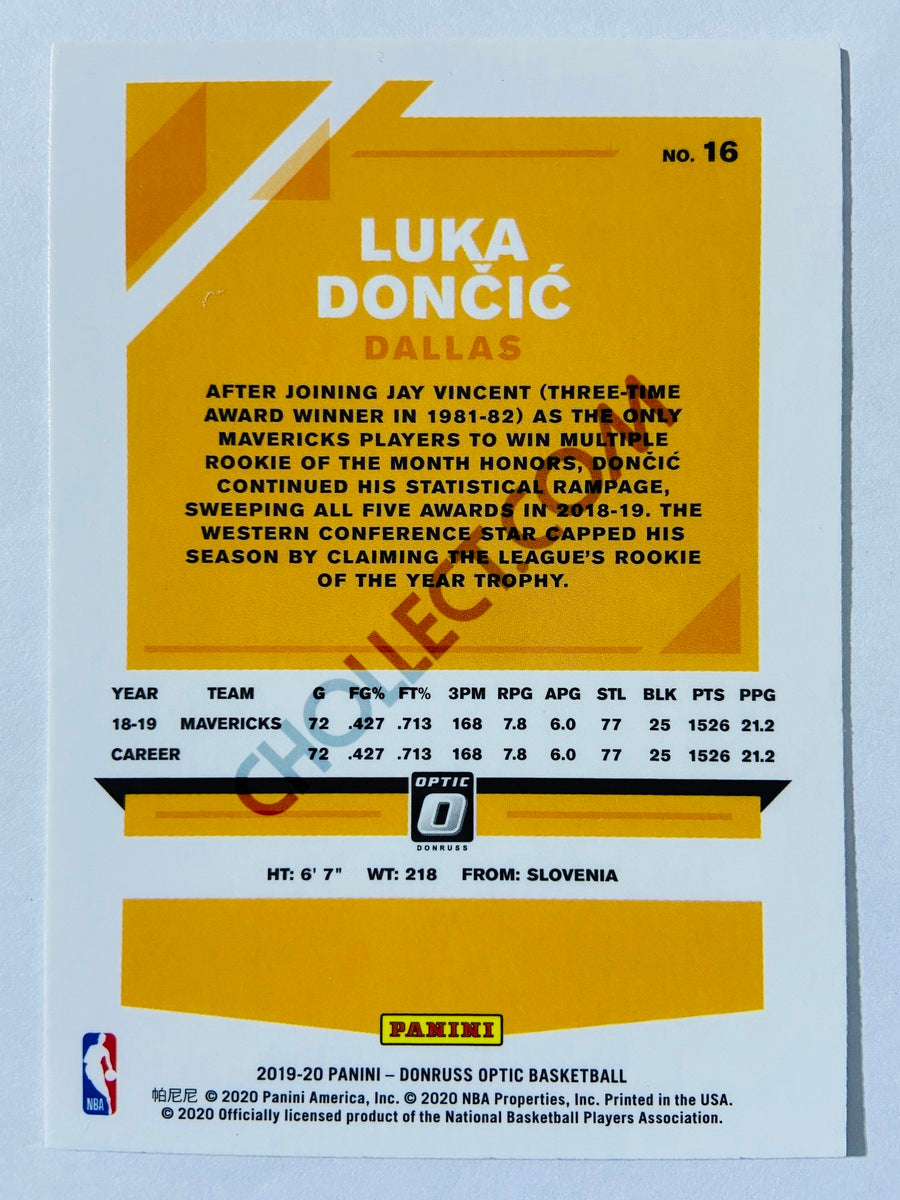 NO. 16
LUKA
DONČIĆ
DALLAS
AFTER JOINING JAY VINCENT (THREE-TIME
AWARD WINNER IN 1981-82) AS THE ONLY
MAVERICKS PLAYERS TO WIN MULTIPLE
ROOKIE OF THE MONTH HONORS, DONČIĆ
CONTINUED HIS STATISTICAL RAMPAGE,
SWEEPING ALL FIVE AWARDS IN 2018-19. THE
WESTERN CONFERENCE STAR CAPPED HIS
SEASON BY CLAIMING THE LEAGUE'S ROOKIE
OF THE YEAR TROPHY.
CHOLLECT.COM
YEAR TEAM G FG% FT% 3PM RPG APG STL BLK PTS PPG
18-19 MAVERICKS 72 .427 .713 168 7.8 6.0 77 25 1526 21.2
CAREER 72 .427 .713 168 7.8 6.0 77 25 1526 21.2
OPTIC
O
DONRUSS
HT: 6' 7" WT: 218 FROM: SLOVENIA
PANINI
NBA
2019-20 PANINI – DONRUSS OPTIC BASKETBALL
帕尼尼 © 2020 Panini America, Inc. © 2020 NBA Properties, Inc. Printed in the USA.
© 2020 Officially licensed product of the National Basketball Players Association.